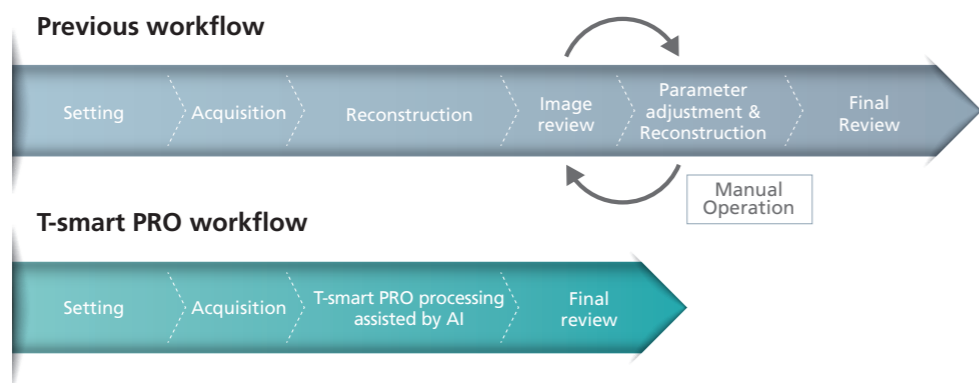 Previous workflow
Setting
Acquisition
Reconstruction
Image
review
Parameter
adjustment &
Reconstruction
Final
Review
Manual
Operation
T-smart PRO workflow
Setting
Acquisition
T-smart PRO processing
assisted by AI
Final
review